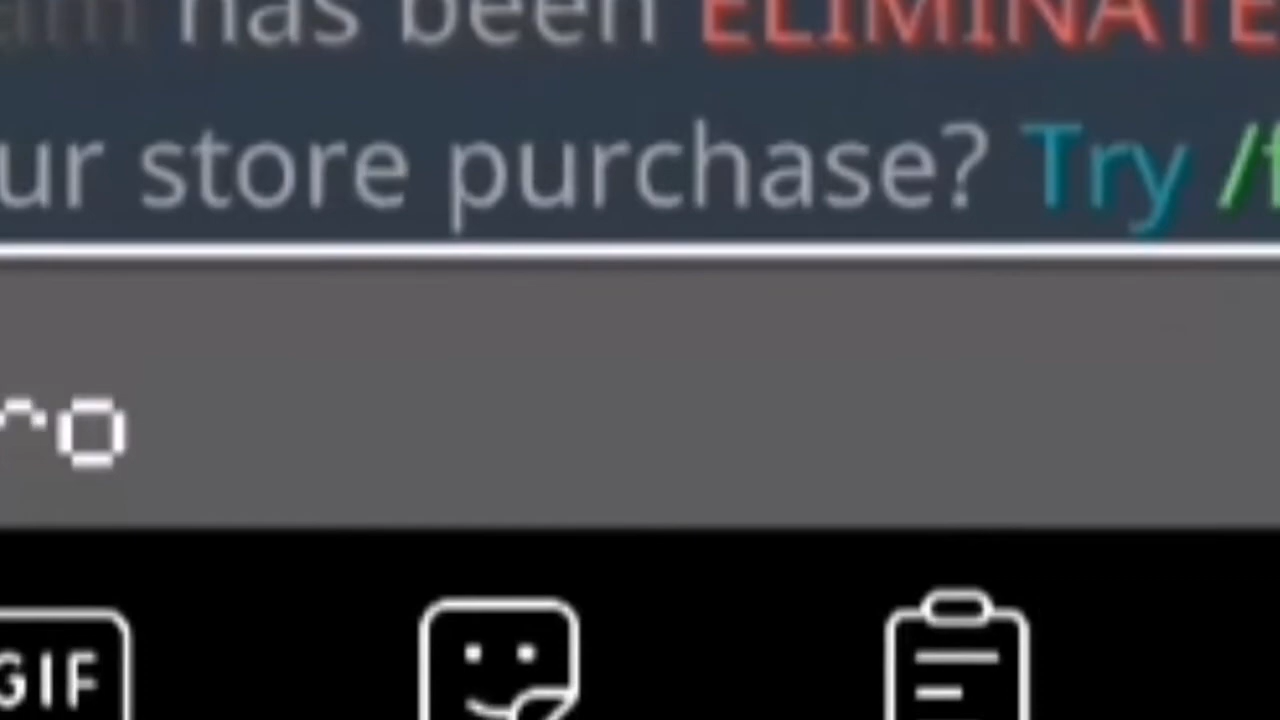 has been ELIMINATE
ur store purchase? Try /f
^o
GIF